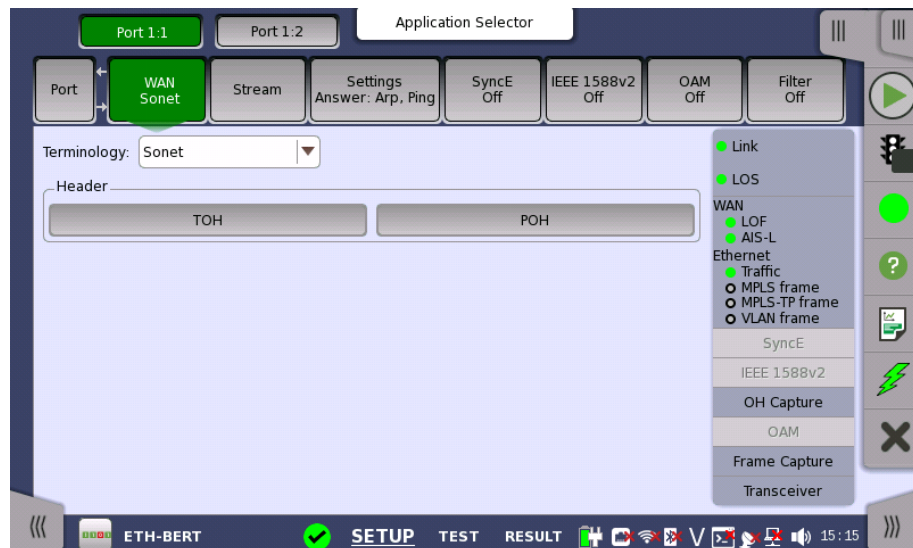 Application Selector
Port 1:1
Port 1:2
Port
WAN
Sonet
Stream
Settings
Answer: Arp, Ping
SyncE
Off
IEEE 1588v2
Off
OAM
Off
Filter
Off
Terminology:
Sonet
Header
TOH
POH
Link
LOS
WAN
LOF
AIS-L
Ethernet
Traffic
MPLS frame
MPLS-TP frame
VLAN frame
SyncE
IEEE 1588v2
OH Capture
OAM
Frame Capture
Transceiver
ETH-BERT
SETUP
TEST
RESULT
V
15:15